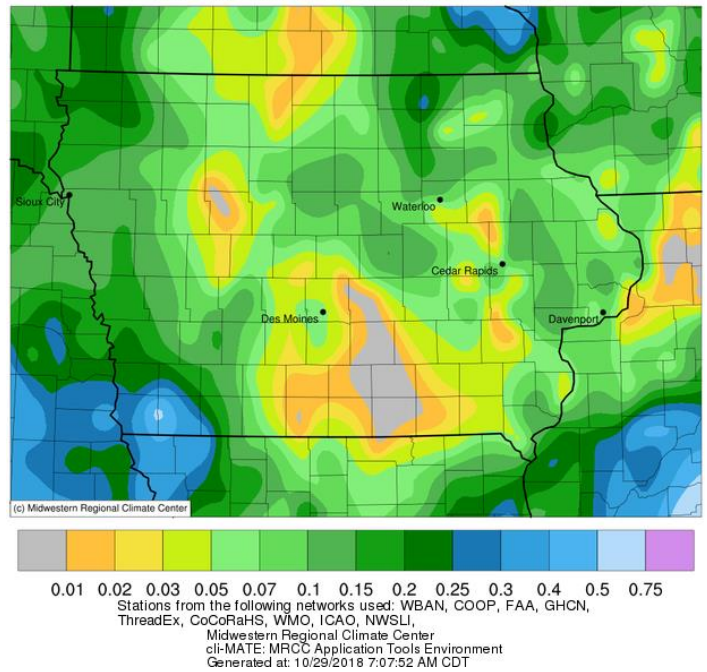 Sioux City
Waterloo
Cedar Rapids
Des Moines
Davenport
(c) Midwestern Regional Climate Center
0.01 0.02 0.03 0.05 0.07 0.1 0.15 0.2 0.25 0.3 0.4 0.5 0.75
Stations from the following networks used: WBAN, COOP, FAA, GHCN,
ThreadEx, CoCoRaHS, WMO, ICAO, NWSLI,
Midwestern Regional Climate Center
cli-MATE: MRCC Application Tools Environment
Generated at: 10/29/2018 7:07:52 AM CDT